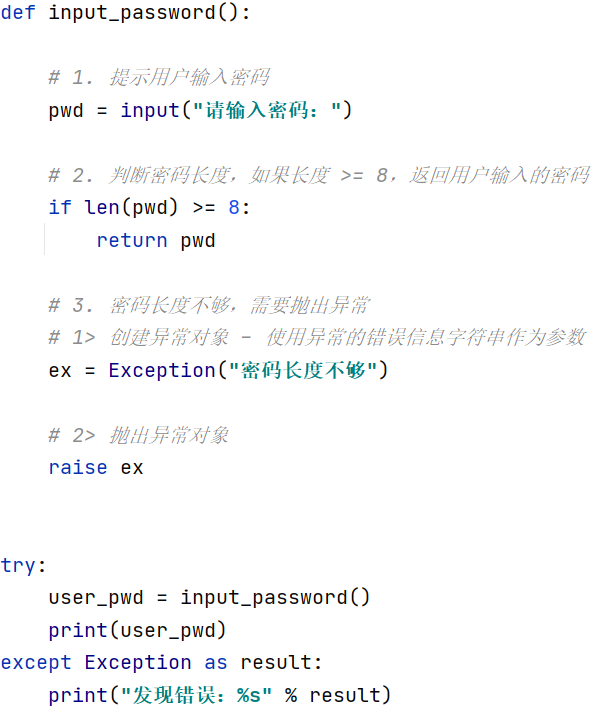 def input_password():
    # 1. 提示用户输入密码
    pwd = input("请输入密码：")
    # 2. 判断密码长度，如果长度 >= 8，返回用户输入的密码
    if len(pwd) >= 8:
        return pwd
    # 3. 密码长度不够，需要抛出异常
    # 1> 创建异常对象 - 使用异常的错误信息字符串作为参数
    ex = Exception("密码长度不够")
    # 2> 抛出异常对象
    raise ex
try:
    user_pwd = input_password()
    print(user_pwd)
except Exception as result:
    print("发现错误：%s" % result)